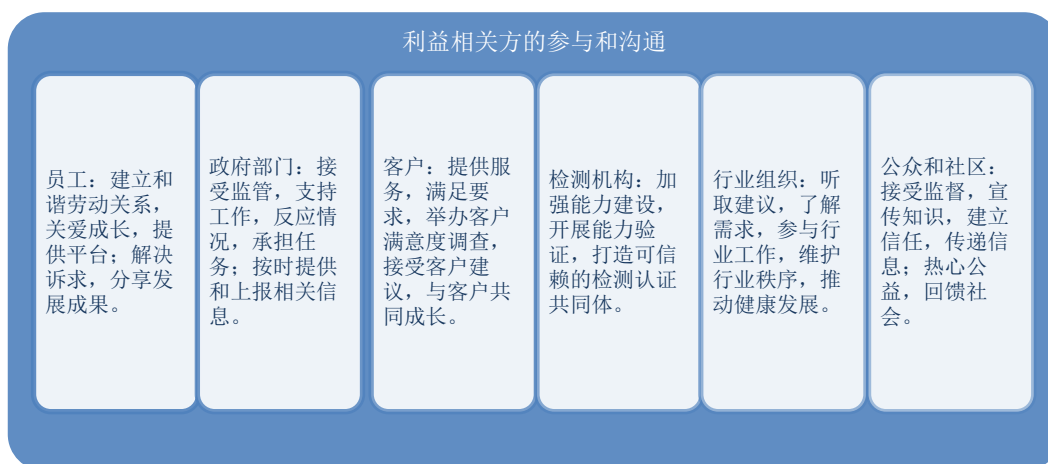 利益相关方的参与和沟通
员工：建立和
谐劳动关系，
关爱成长，提
供平台；解决
诉求，分享发
展成果。
政府部门：接
受监管，支持
工作，反应情
况，承担任
务；按时提供
和上报相关信
息。
客户：提供服
务，满足要
求，举办客户
满意度调查，
接受客户建
议，与客户共
同成长。
检测机构：加
强能力建设，
开展能力验
证，打造可信
赖的检测认证
共同体。
行业组织：听
取建议，了解
需求，参与行
业工作，维护
行业秩序，推
动健康发展。
公众和社区：
接受监督，宣
传知识，建立
信任，传递信
息；热心公
益，回馈社
会。